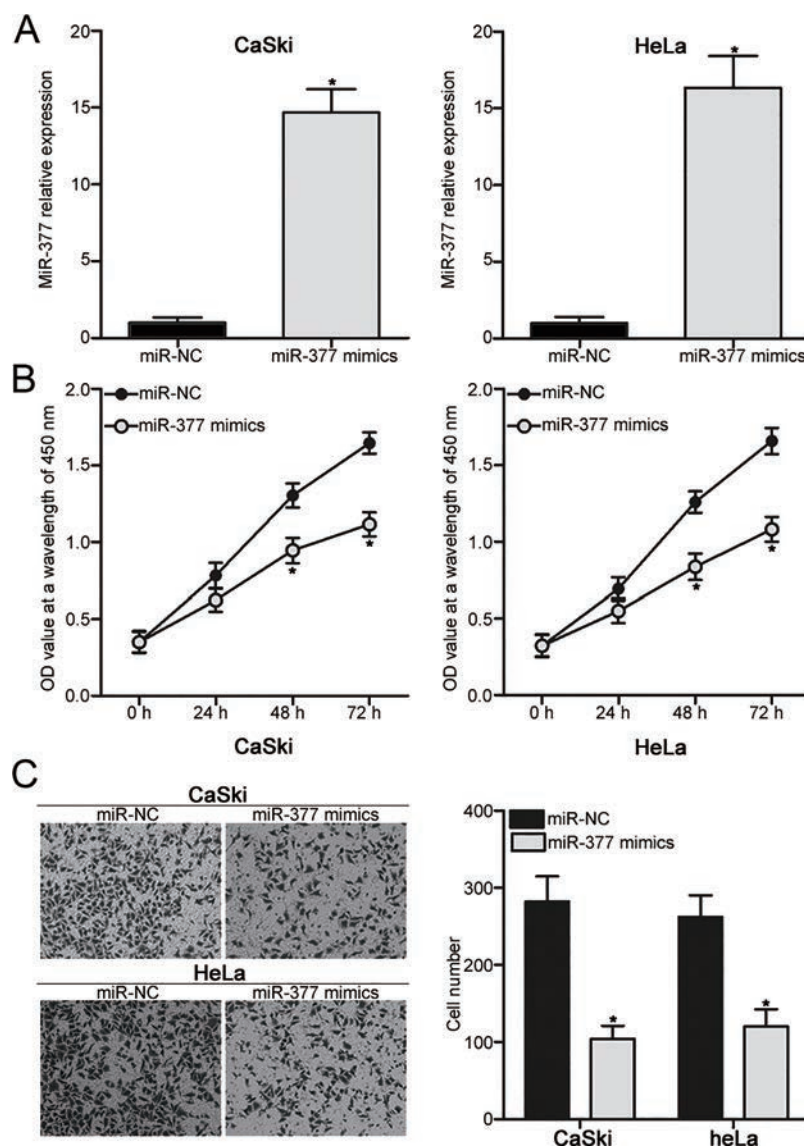 A
CaSki
MiR-377 relative expression
20
15
10
5
0
*
miR-NC
miR-377 mimics
HeLa
MiR-377 relative expression
20
15
10
5
0
*
miR-NC
miR-377 mimics
B
OD value at a wavelength of 450 nm
2.0
1.5
1.0
0.5
0.0
miR-NC
miR-377 mimics
*
*
0 h
24 h
48 h
72 h
CaSki
OD value at a wavelength of 450 nm
2.0
1.5
1.0
0.5
0.0
miR-NC
miR-377 mimics
*
*
0 h
24 h
48 h
72 h
HeLa
C
CaSki
miR-NC
miR-377 mimics
HeLa
miR-NC
miR-377 mimics
Cell number
400
300
200
100
0
miR-NC
miR-377 mimics
*
*
CaSki
heLa